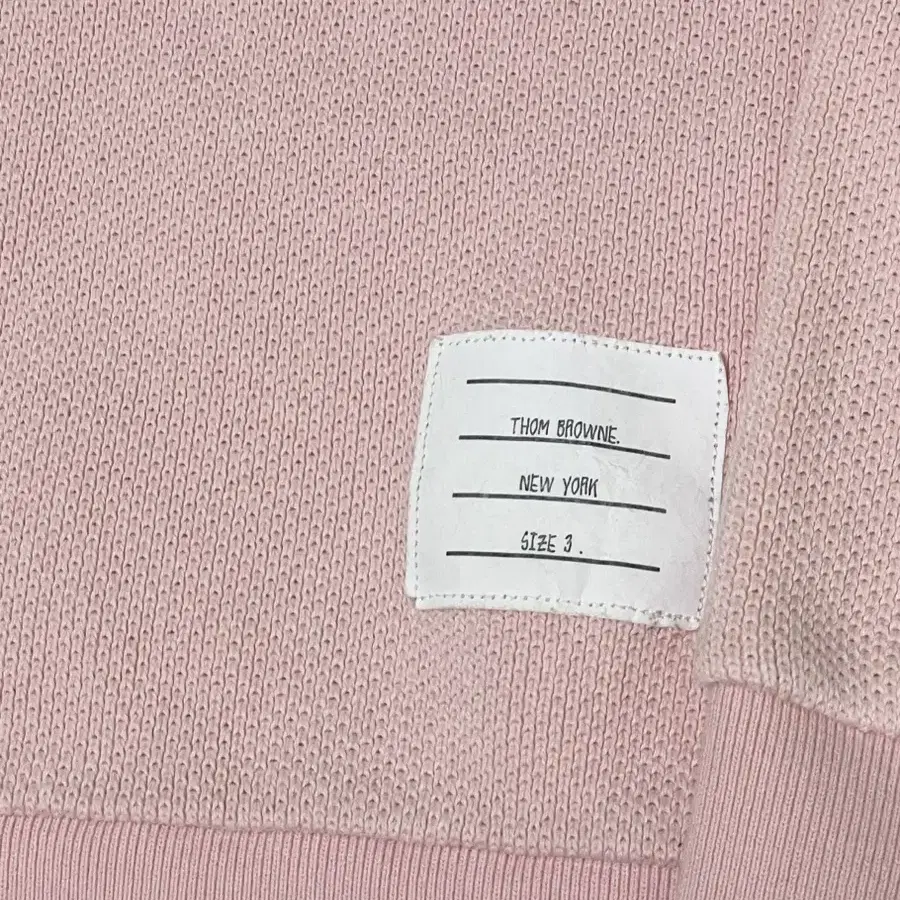 THOM BROWNE.
NEW YORK
SIZE 3.